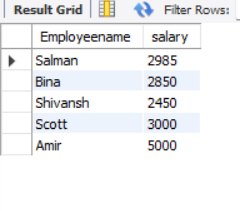 Result Grid Filter Rows:
Employeename salary
Salman 2985
Bina 2850
Shivansh 2450
Scott 3000
Amir 5000